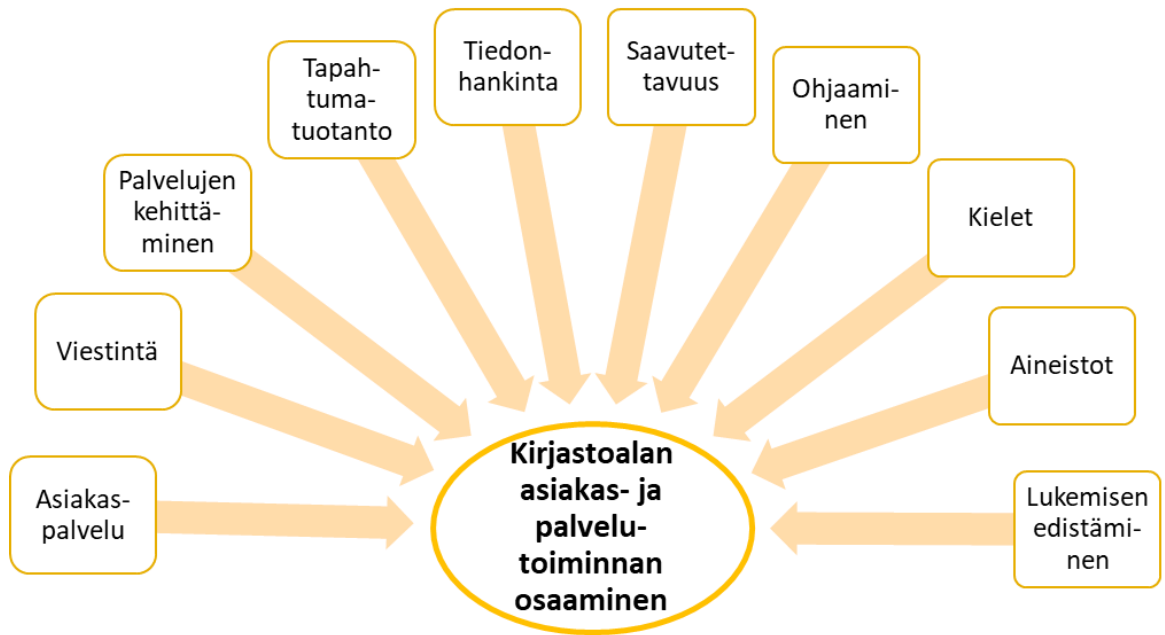 Asiakas-
palvelu
Viestintä
Palvelujen
kehittä-
minen
Tapah-
tuma-
tuotanto
Tiedon-
hankinta
Saavutet-
tavuus
Ohjaami-
nen
Kielet
Aineistot
Lukemisen
edistämi-
nen
Kirjastoalan
asiakas- ja
palvelu-
toiminnan
osaaminen